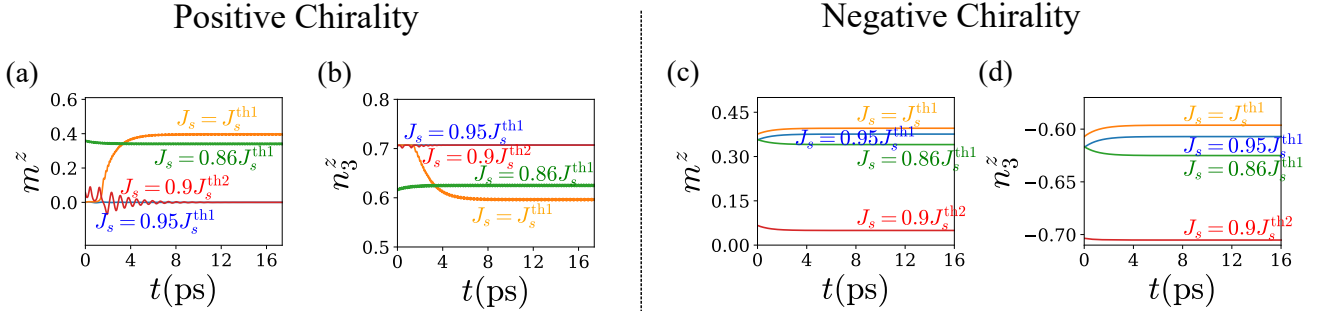 Positive Chirality
Negative Chirality
(a)
0.6
0.4
0.2
0.0
m^z
J_s = J_s^th1
J_s = 0.86J_s^th1
J_s = 0.9J_s^th2
J_s = 0.95J_s^th1
0 4 8 12 16
t(ps)
(b)
0.8
0.7
0.6
0.5
n_3^z
J_s = 0.95J_s^th1
J_s = 0.9J_s^th2
J_s = 0.86J_s^th1
J_s = J_s^th1
0 4 8 12 16
t(ps)
(c)
0.45
0.30
0.15
0.00
m^z
J_s = J_s^th1
J_s = 0.95J_s^th1
J_s = 0.86J_s^th1
J_s = 0.9J_s^th2
0 4 8 12 16
t(ps)
(d)
−0.60
−0.65
−0.70
n_3^z
J_s = J_s^th1
J_s = 0.95J_s^th1
J_s = 0.86J_s^th1
J_s = 0.9J_s^th2
0 4 8 12 16
t(ps)